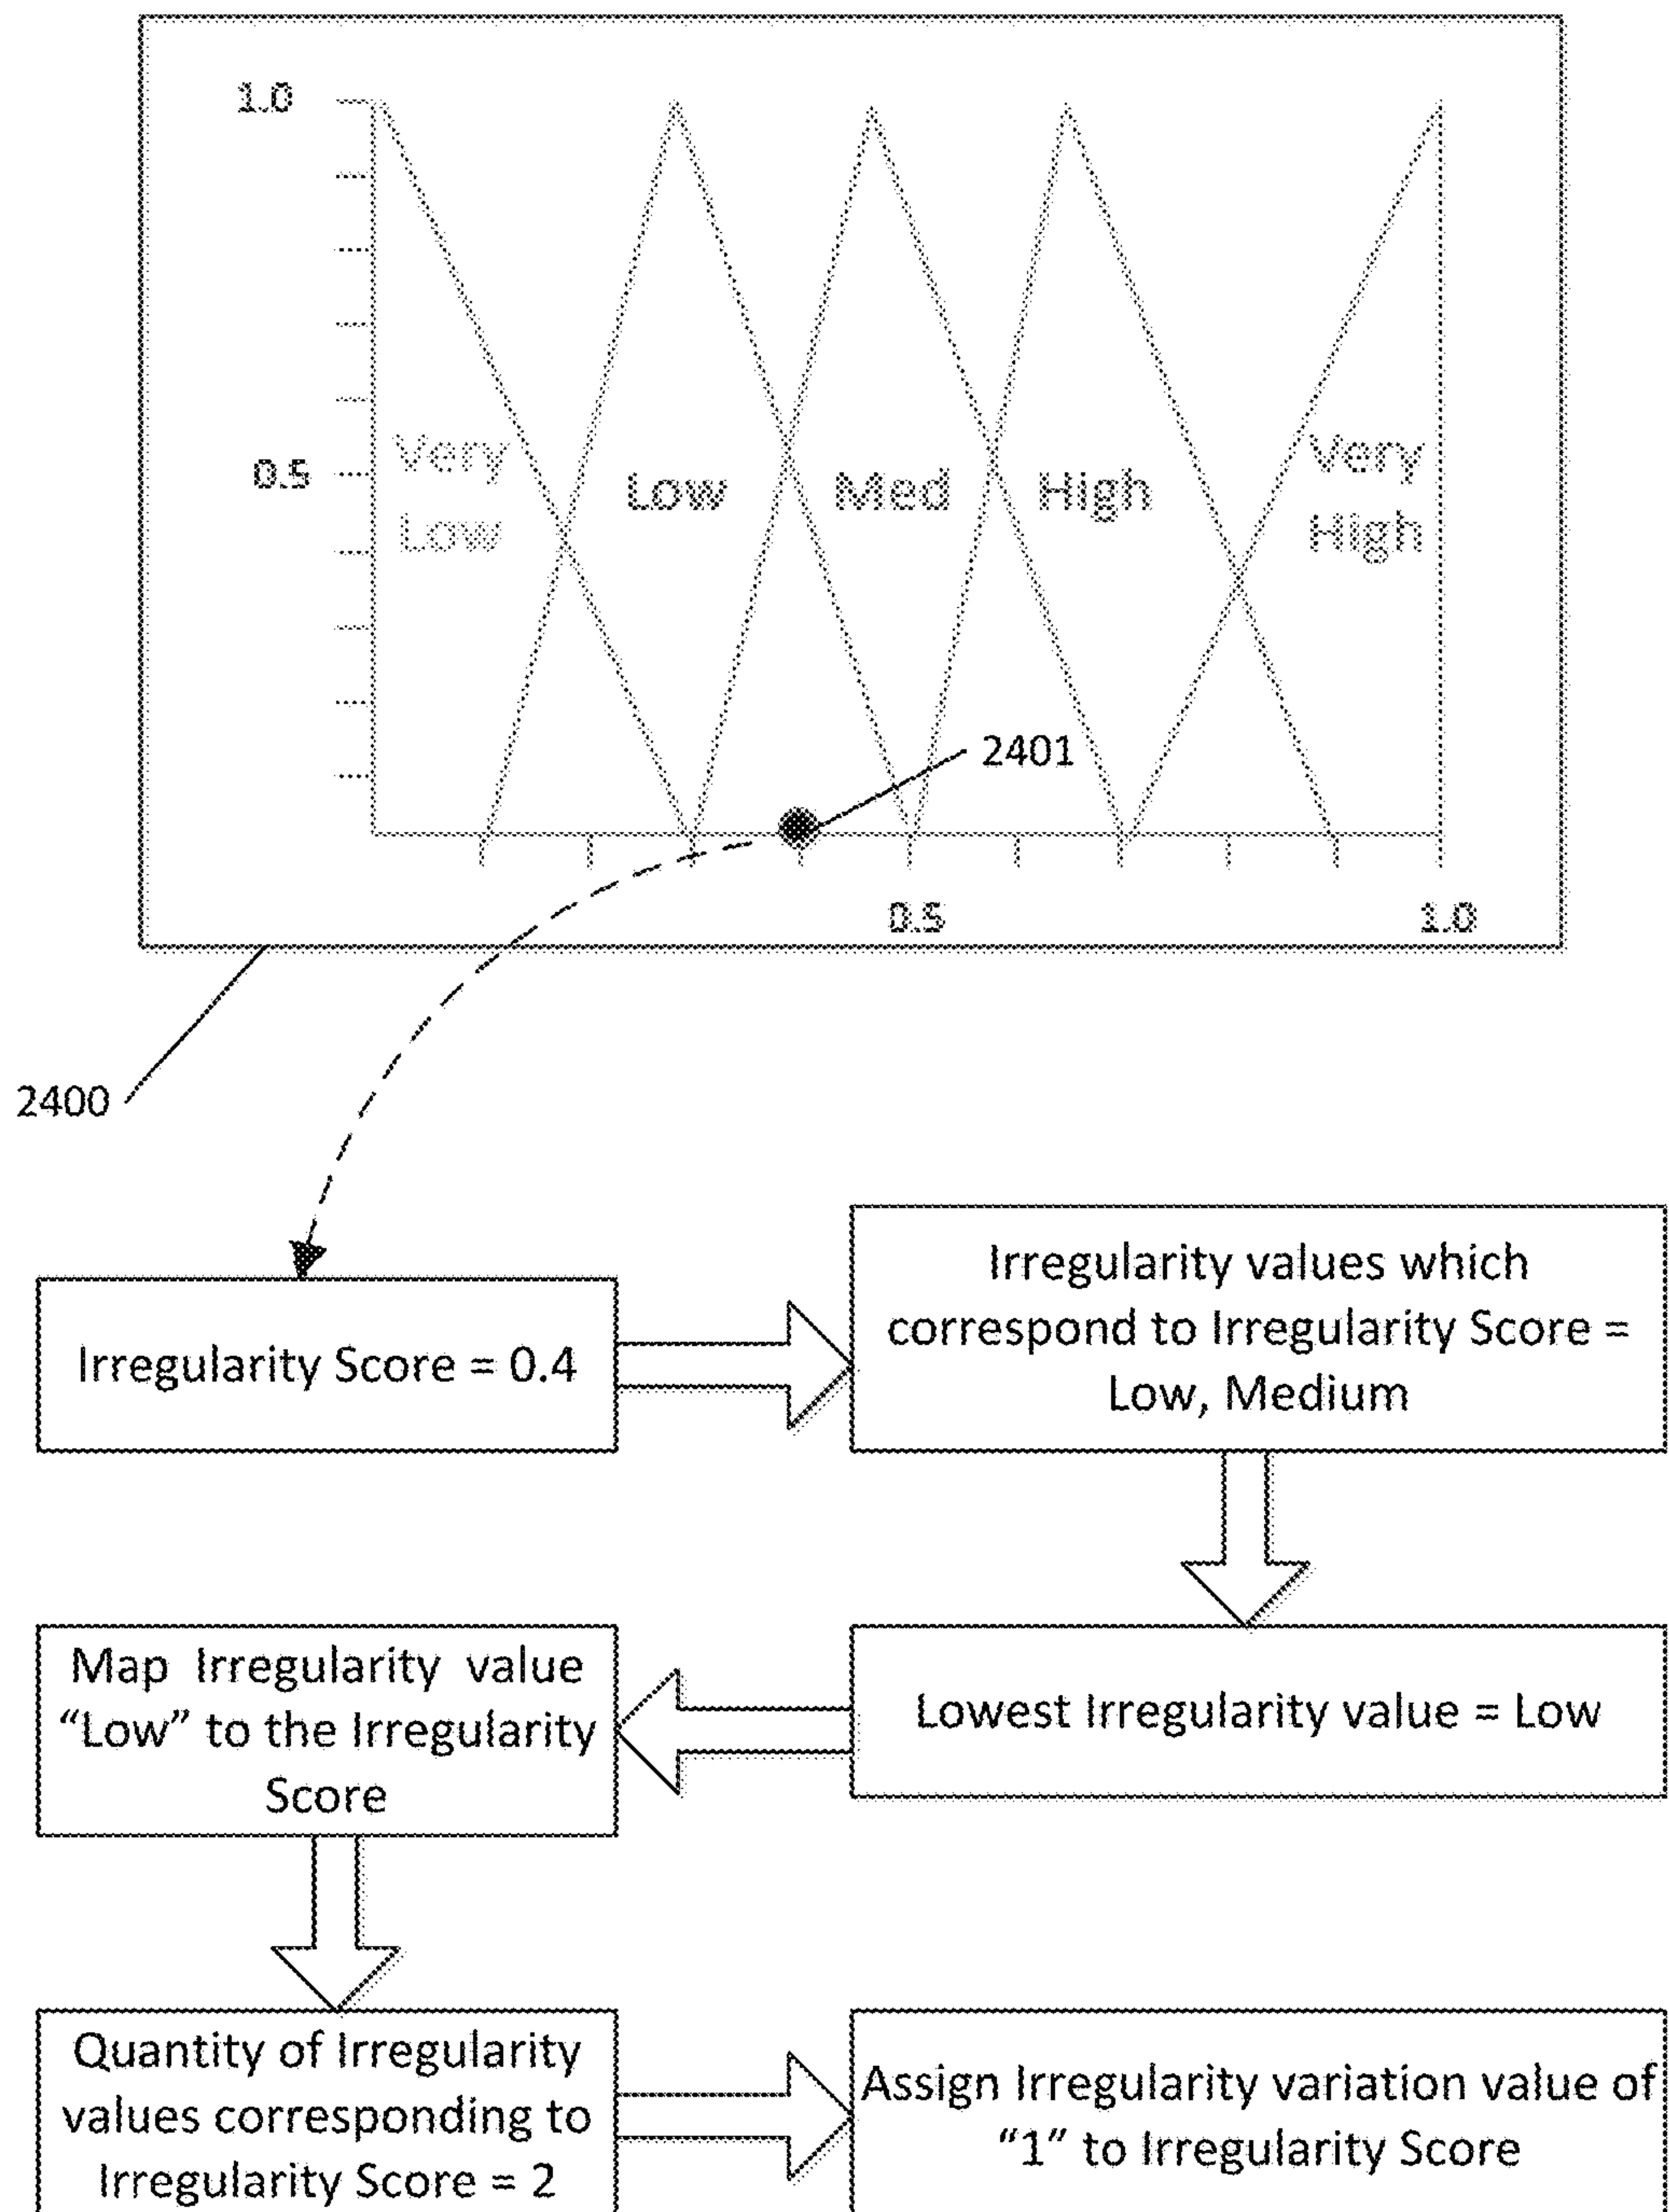 1.0
0.5
Very
Low
Low
Med
High
Very
High
2401
0.5
1.0
2400
Irregularity Score = 0.4
Irregularity values which
correspond to Irregularity Score =
Low, Medium
Lowest Irregularity value = Low
Map Irregularity value
“Low” to the Irregularity
Score
Quantity of Irregularity
values corresponding to
Irregularity Score = 2
Assign Irregularity variation value of
“1” to Irregularity Score